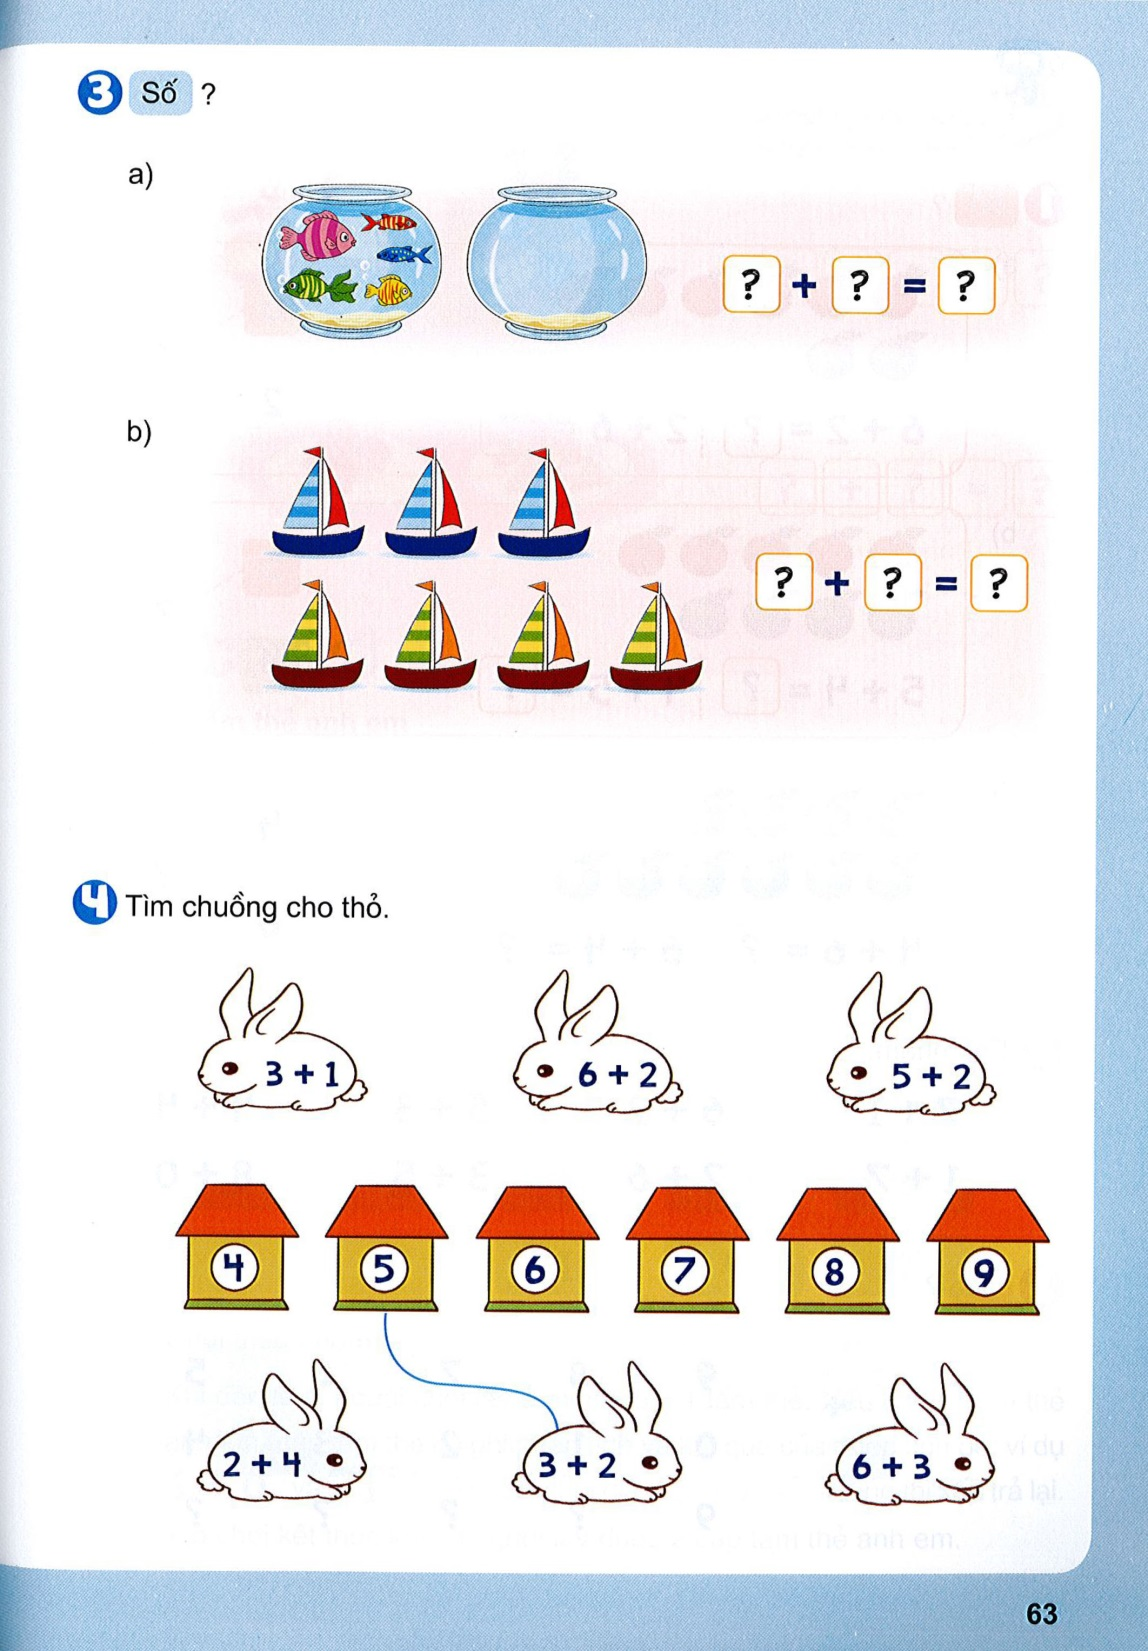 3 Số ?
a)
? + ? = ?
b)
? + ? = ?
4 Tìm chuồng cho thỏ.
3 + 1 6 + 2 5 + 2
4 5 6 7 8 9
2 + 4 3 + 2 6 + 3
63